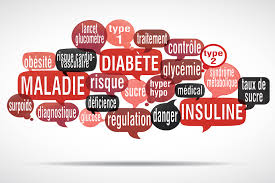 lancet
glucomètre
type
1
traitement
contrôle
type
2
obésité
risque cardio-
vasculaire
DIABÈTE
glycémie
syndrome
métabolique
MALADIE
risque
sucre
hyper
hypo
médical
taux de
sucre
surpoids
diagnostique
déficience
glucose
régulation
danger
INSULINE